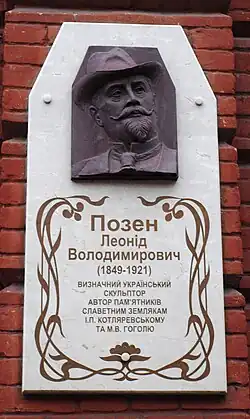 Позен
Леонід
Володимирович
(1849-1921)
ВИЗНАЧНИЙ УКРАЇНСЬКИЙ
СКУЛЬПТОР
АВТОР ПАМ'ЯТНИКІВ
СЛАВЕТНИМ ЗЕМЛЯКАМ
І.П. КОТЛЯРЕВСЬКОМУ
ТА М.В. ГОГОЛЮ